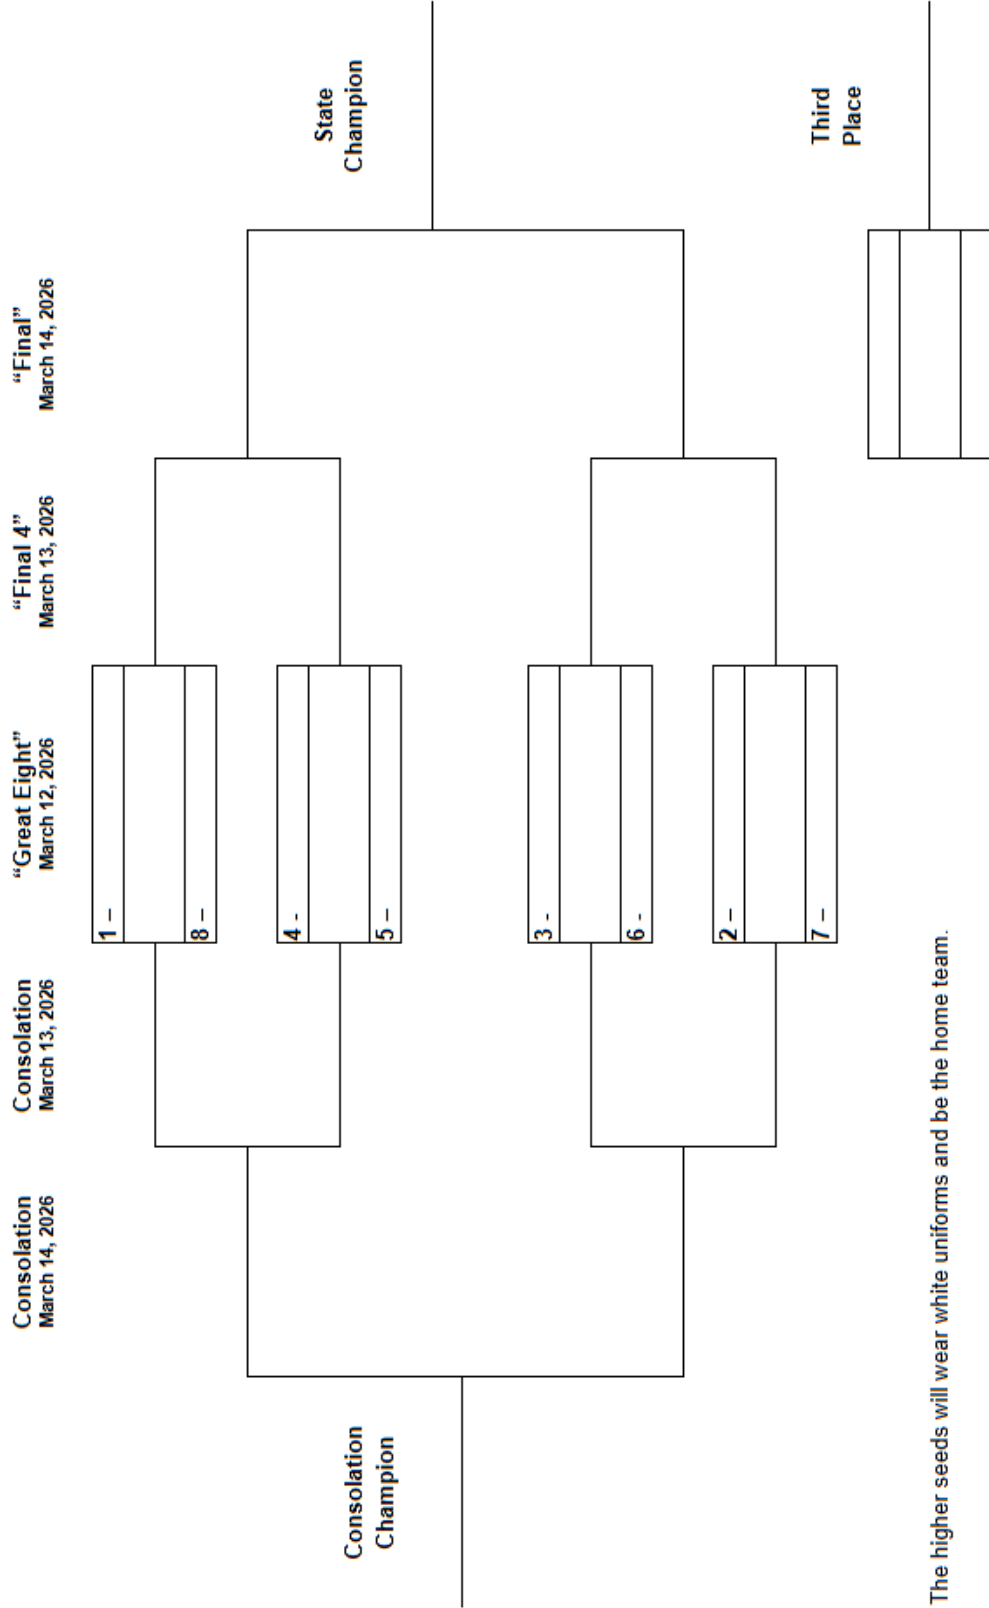 Consolation
March 14, 2026
Consolation
March 13, 2026
“Great Eight”
March 12, 2026
“Final 4”
March 13, 2026
“Final”
March 14, 2026
1 –
8 –
4 -
5 –
3 -
6 -
2 –
7 –
State
Champion
Consolation
Champion
Third
Place
The higher seeds will wear white uniforms and be the home team.